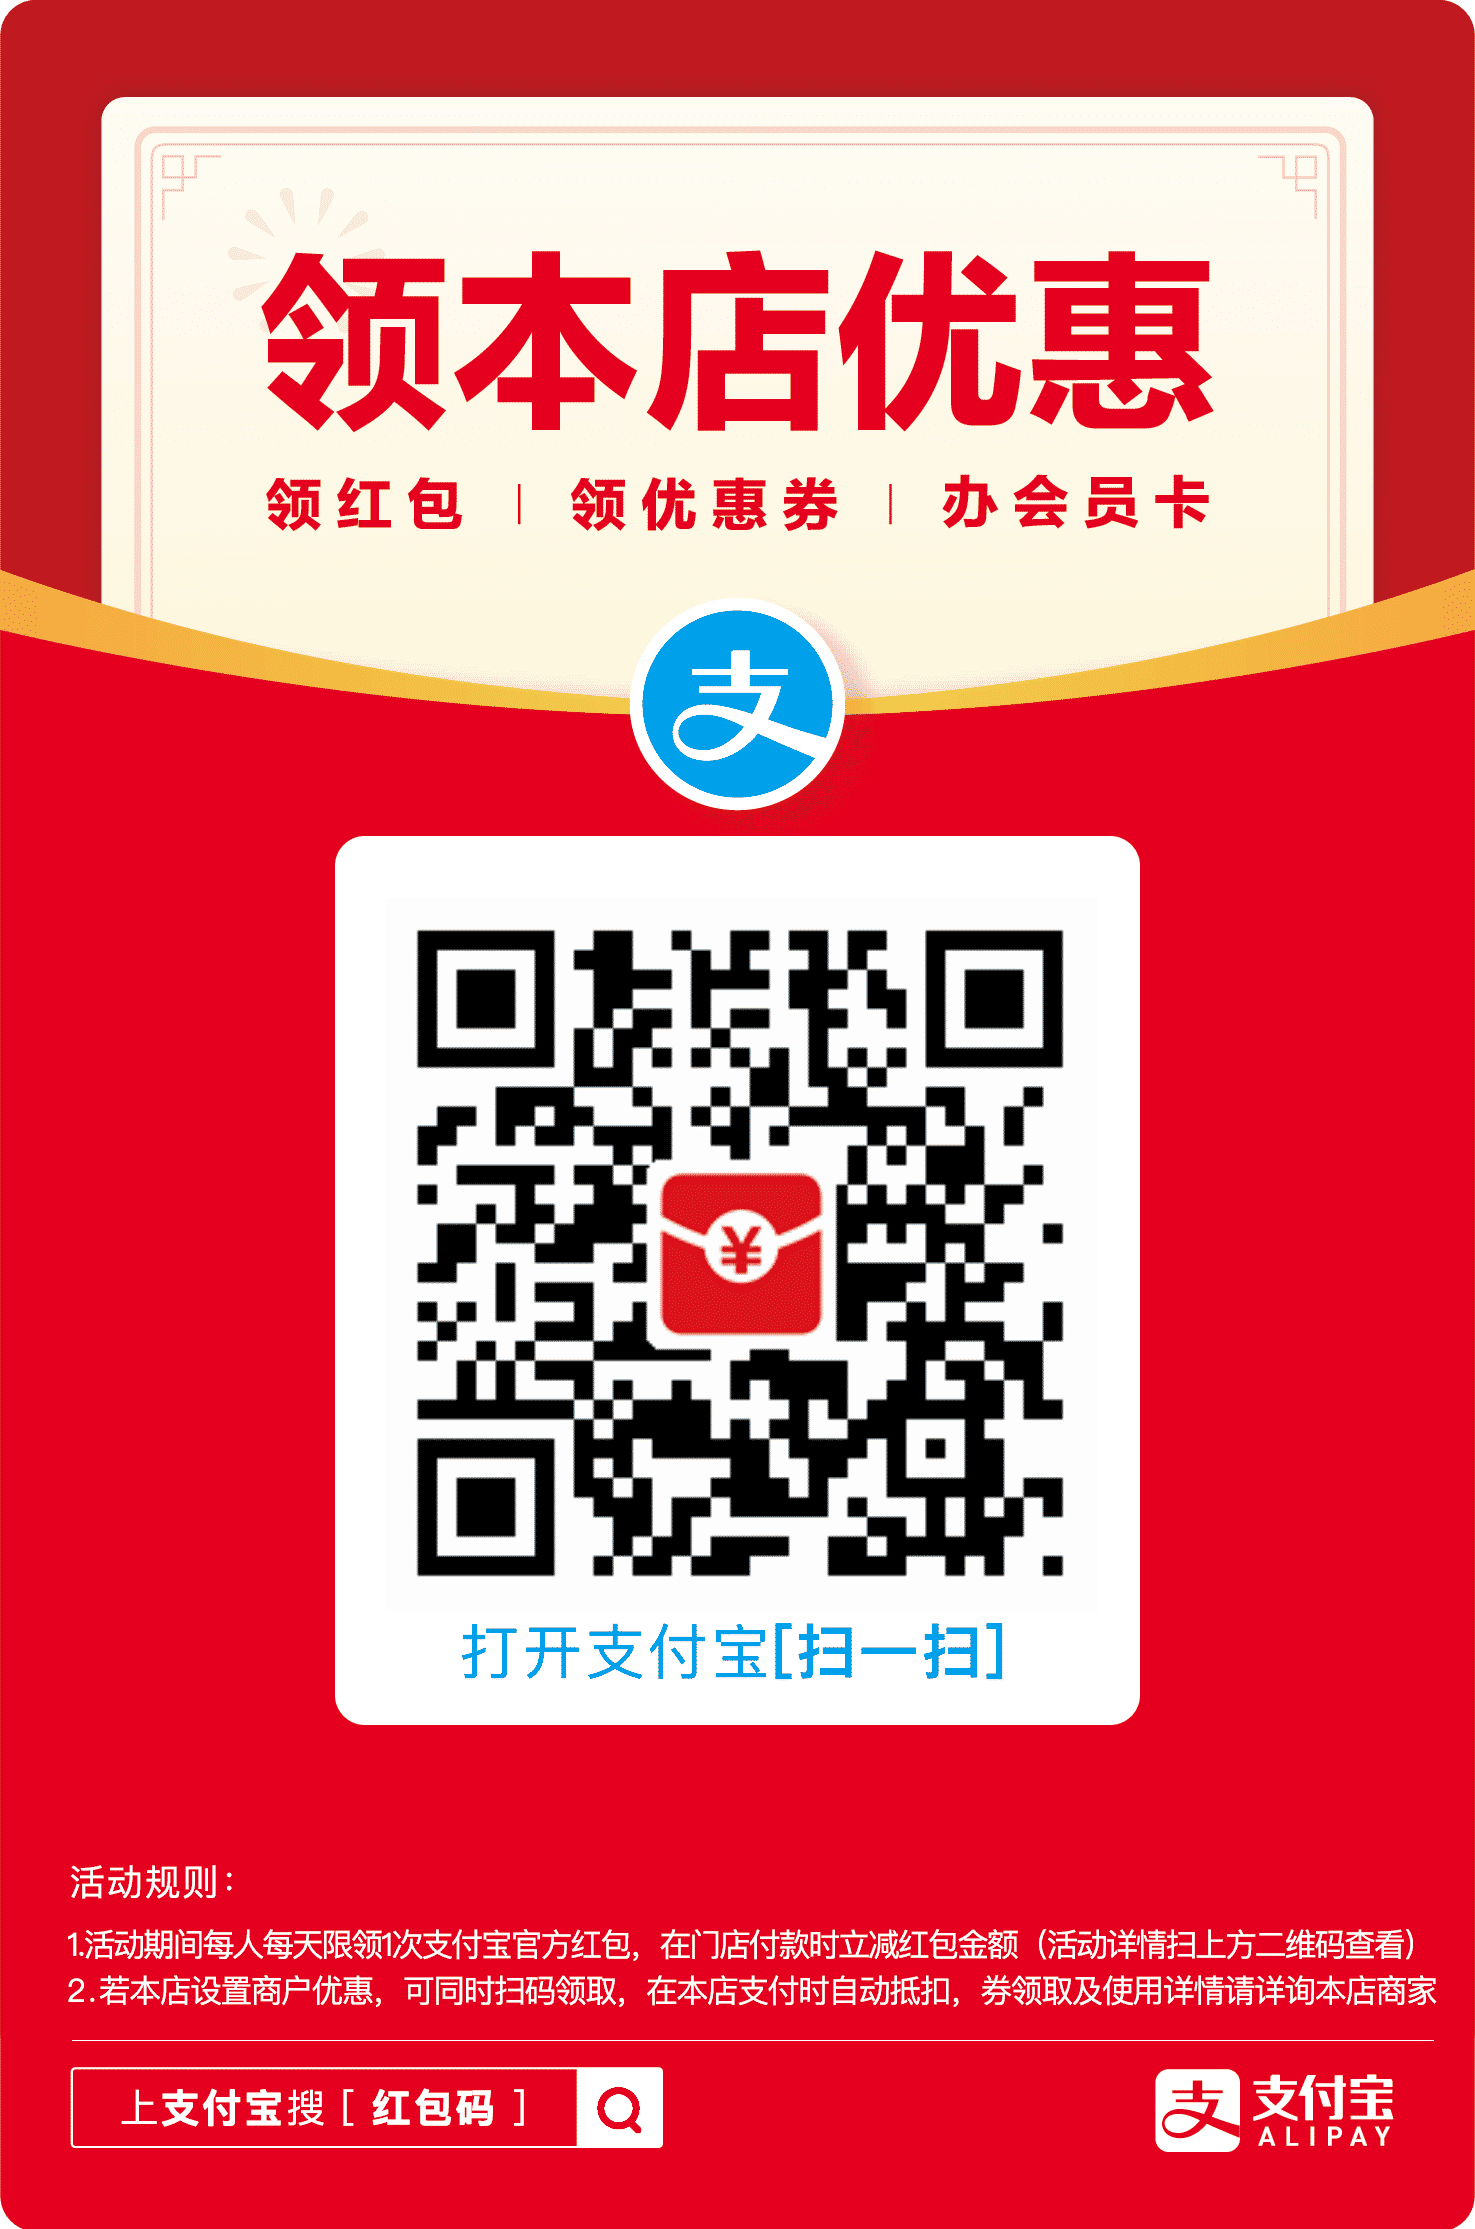 领本店优惠
领红包 | 领优惠券 | 办会员卡
支
¥
打开支付宝[扫一扫]
活动规则：
1.活动期间每人每天限领1次支付宝官方红包，在门店付款时立减红包金额（活动详情扫上方二维码查看）
2.若本店设置商户优惠，可同时扫码领取，在本店支付时自动抵扣，券领取及使用详情请详询本店商家
上支付宝搜[红包码]
支 支付宝
ALIPAY